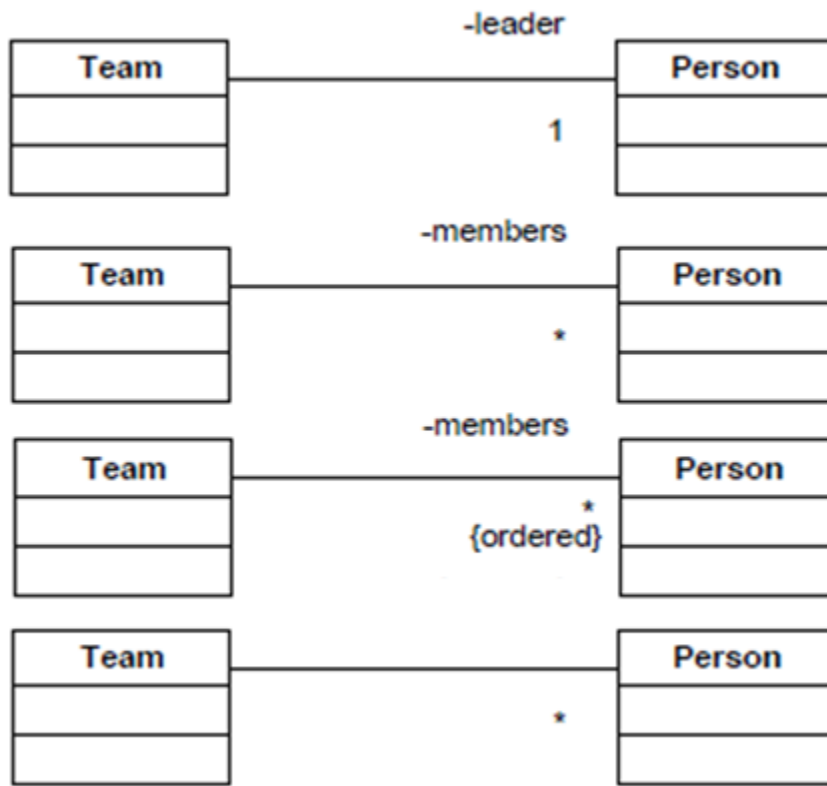 -leader
Team
Person
1
-members
Team
Person
*
-members
Team
Person
*
{ordered}
Team
Person
*